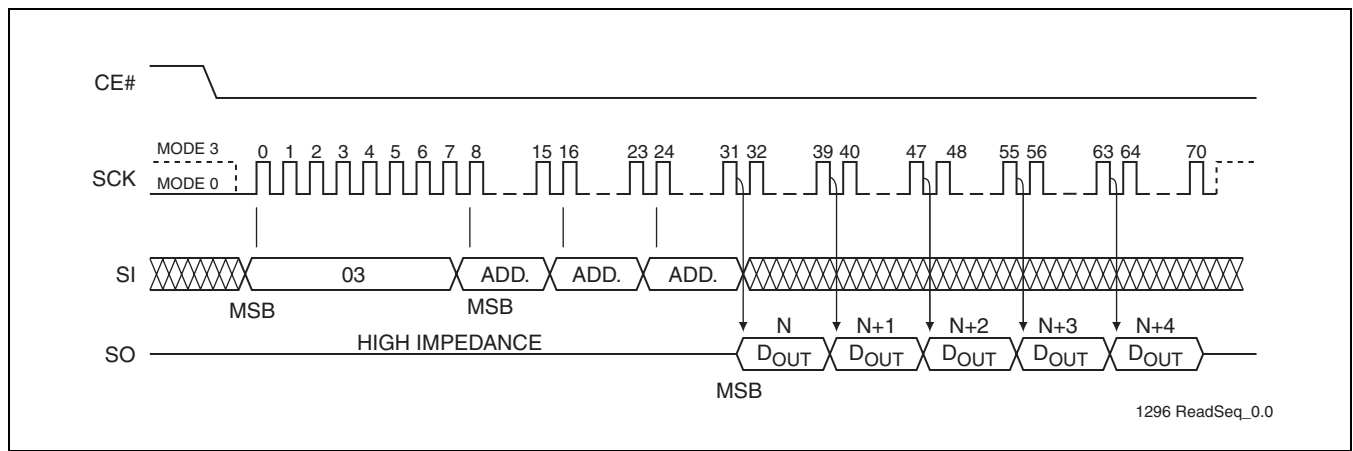 CE#
MODE 3
0 1 2 3 4 5 6 7 8 15 16 23 24 31 32 39 40 47 48 55 56 63 64 70
SCK
MODE 0
SI
03 ADD. ADD. ADD.
MSB MSB
N N+1 N+2 N+3 N+4
HIGH IMPEDANCE
SO
DOUT DOUT DOUT DOUT DOUT
MSB
1296 ReadSeq_0.0